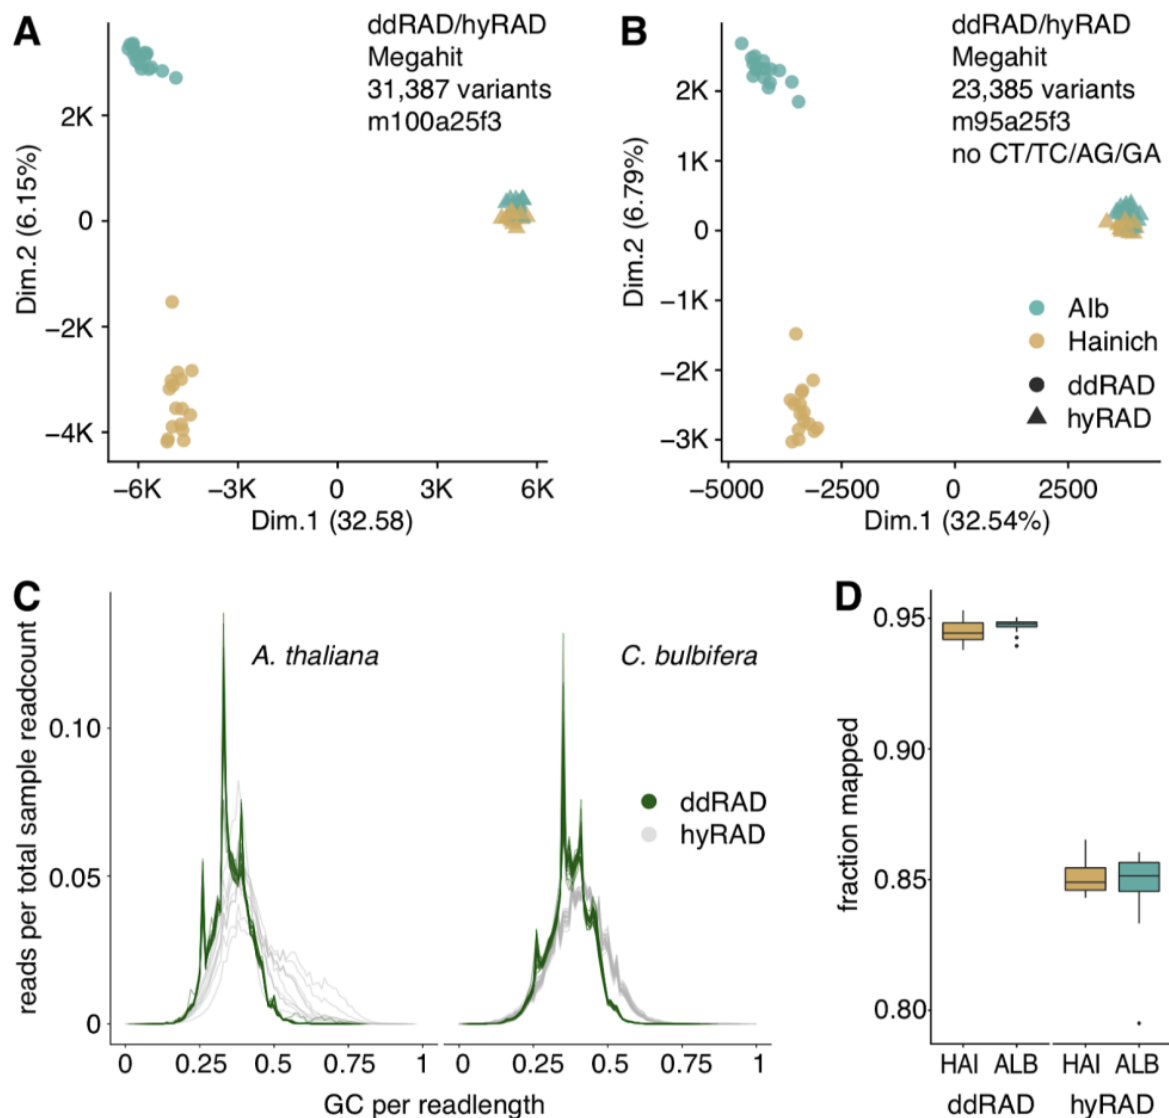 A
ddRAD/hyRAD
Megahit
31,387 variants
m100a25f3
2K
0
−2K
−4K
Dim.2 (6.15%)
−6K −3K 0 3K 6K
Dim.1 (32.58)
B
ddRAD/hyRAD
Megahit
23,385 variants
m95a25f3
no CT/TC/AG/GA
2K
1K
0
−1K
−2K
−3K
Dim.2 (6.79%)
Alb
Hainich
ddRAD
hyRAD
−5000 −2500 0 2500
Dim.1 (32.54%)
C
A. thaliana
C. bulbifera
0.10
0.05
0
reads per total sample readcount
ddRAD
hyRAD
0 0.25 0.5 0.75 1 0 0.25 0.5 0.75 1
GC per readlength
D
0.95
0.90
0.85
0.80
fraction mapped
HAI ALB HAI ALB
ddRAD hyRAD